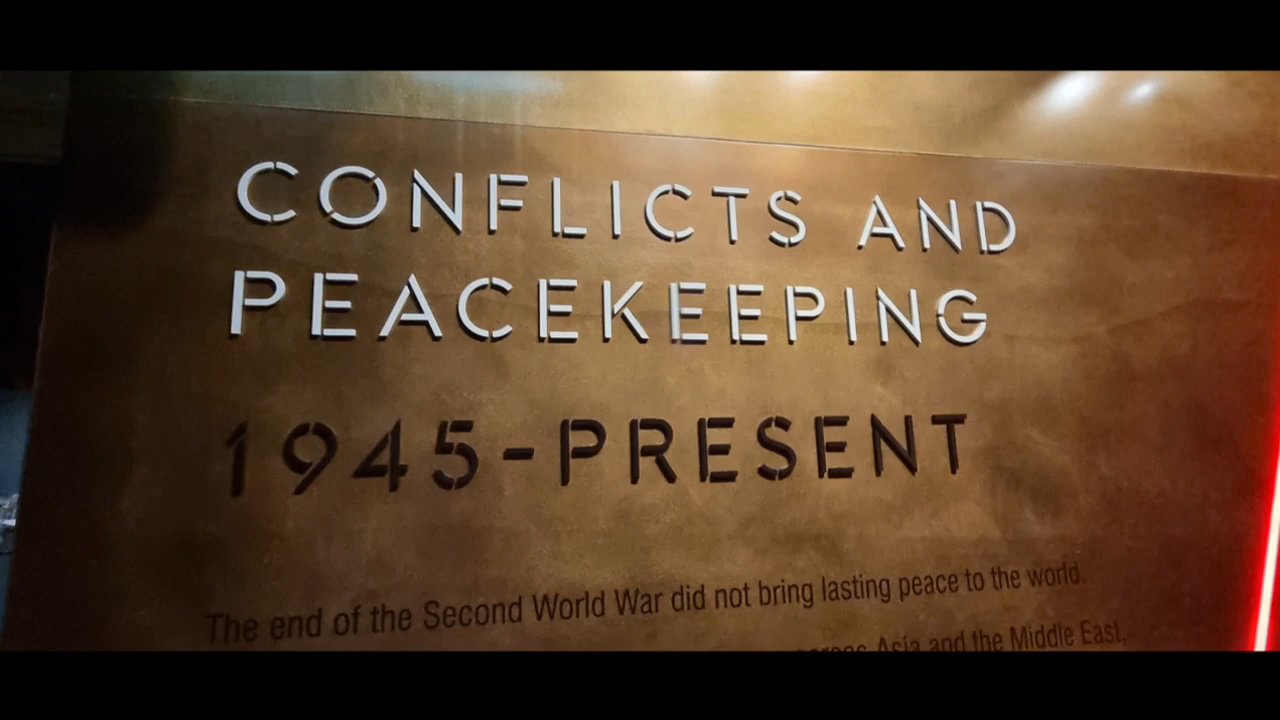 CONFLICTS AND
PEACEKEEPING
1945-PRESENT
The end of the Second World War did not bring lasting peace to the world.
across Asia and the Middle East,